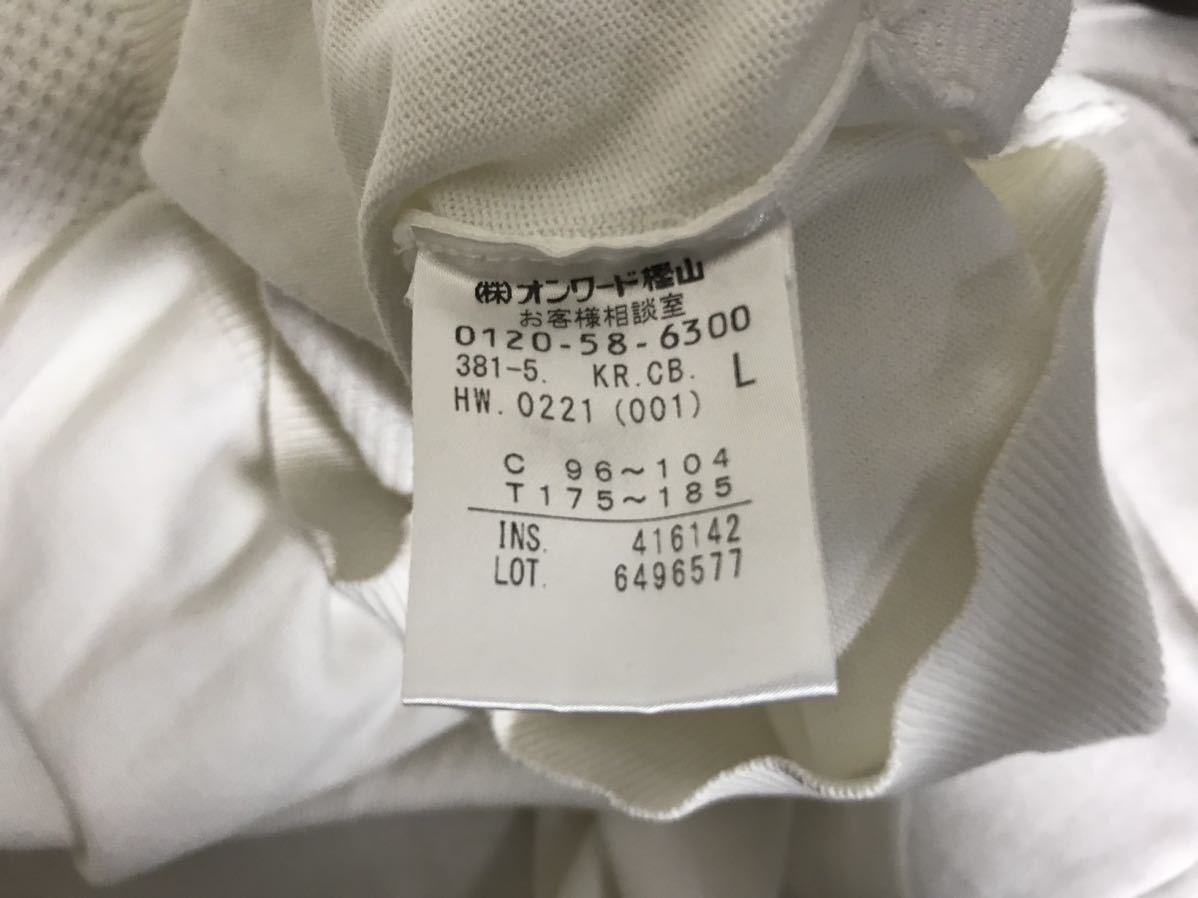 (株)オンワード樫山
お客様相談室
0120-58-6300
381-5. KR.CB. L
HW.0221(001)
C 96~104
T175~185
INS. 416142
LOT. 6496577